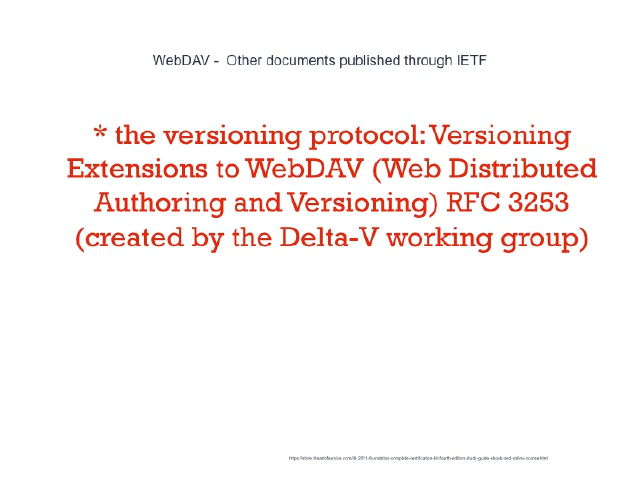 WebDAV - Other documents published through IETF
* the versioning protocol: Versioning
Extensions to WebDAV (Web Distributed
Authoring and Versioning) RFC 3253
(created by the Delta-V working group)